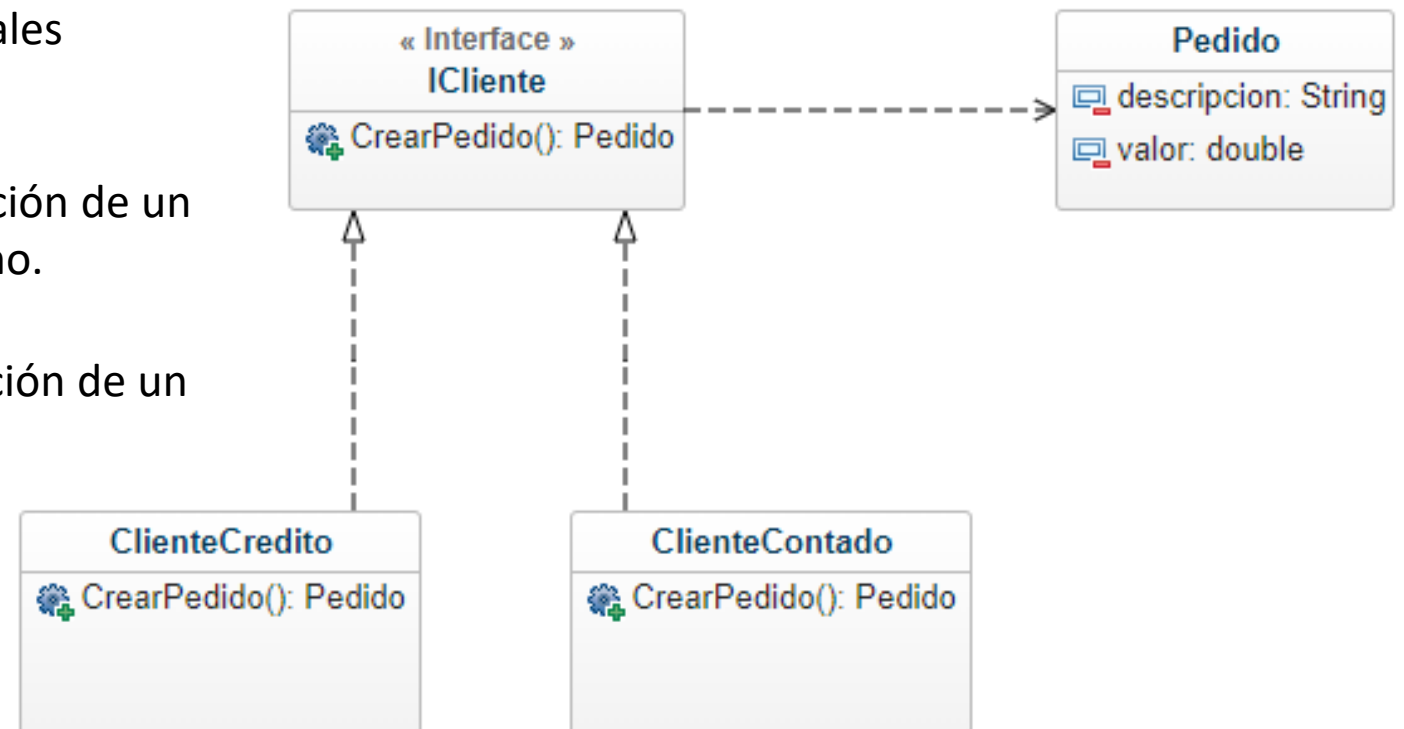 ales
ción de un
no.
ción de un
« Interface »
ICliente
CrearPedido(): Pedido
Pedido
descripcion: String
valor: double
ClienteCredito
CrearPedido(): Pedido
ClienteContado
CrearPedido(): Pedido